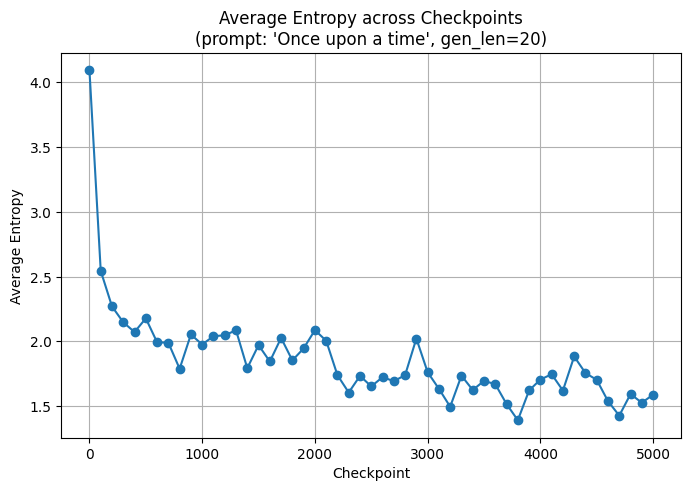 Average Entropy across Checkpoints
(prompt: 'Once upon a time', gen_len=20)
4.0
3.5
3.0
2.5
2.0
1.5
Average Entropy
0 1000 2000 3000 4000 5000
Checkpoint